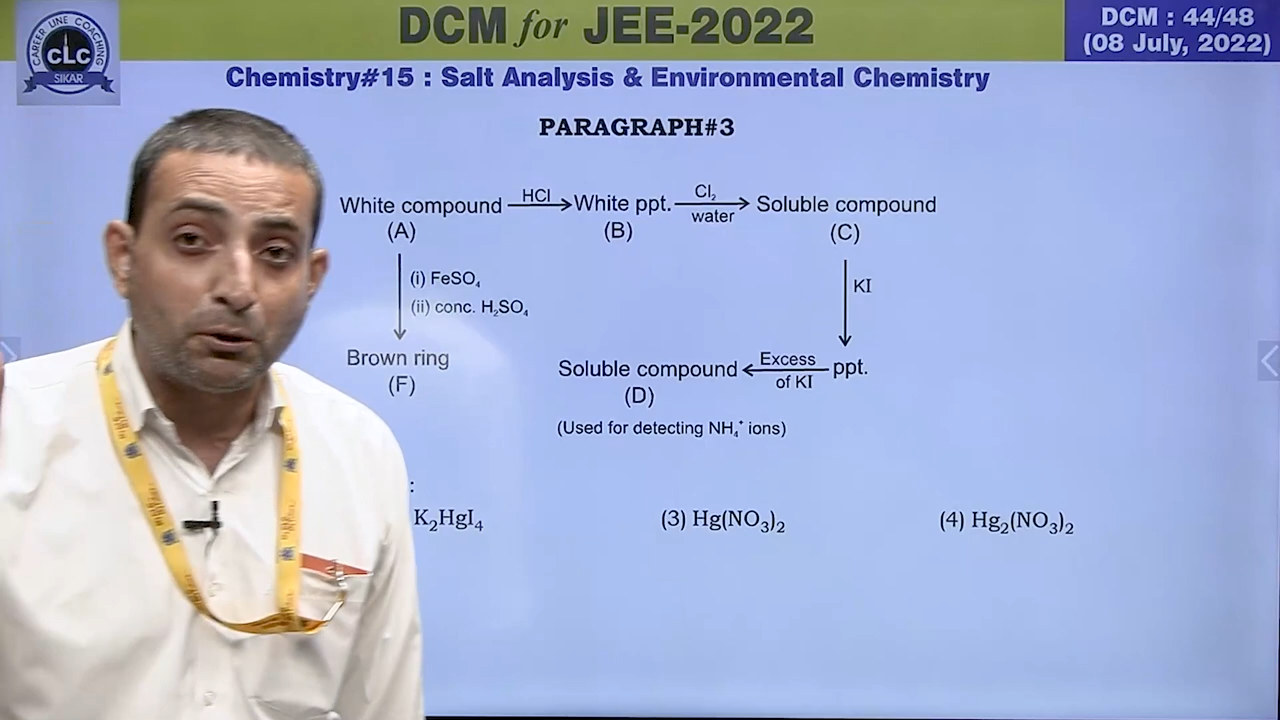 DCM for JEE-2022
DCM : 44/48
(08 July, 2022)
CAREER LINE COACHING
CLC
SIKAR
Chemistry#15 : Salt Analysis & Environmental Chemistry
PARAGRAPH#3
White compound
HCl
White ppt.
Cl₂
water
Soluble compound
(A)
(B)
(C)
(i) FeSO₄
(ii) conc. H₂SO₄
KI
Brown ring
(F)
Soluble compound
Excess
of KI
ppt.
(D)
(Used for detecting NH₄⁺ ions)
:
K₂HgI₄
(3) Hg(NO₃)₂
(4) Hg₂(NO₃)₂